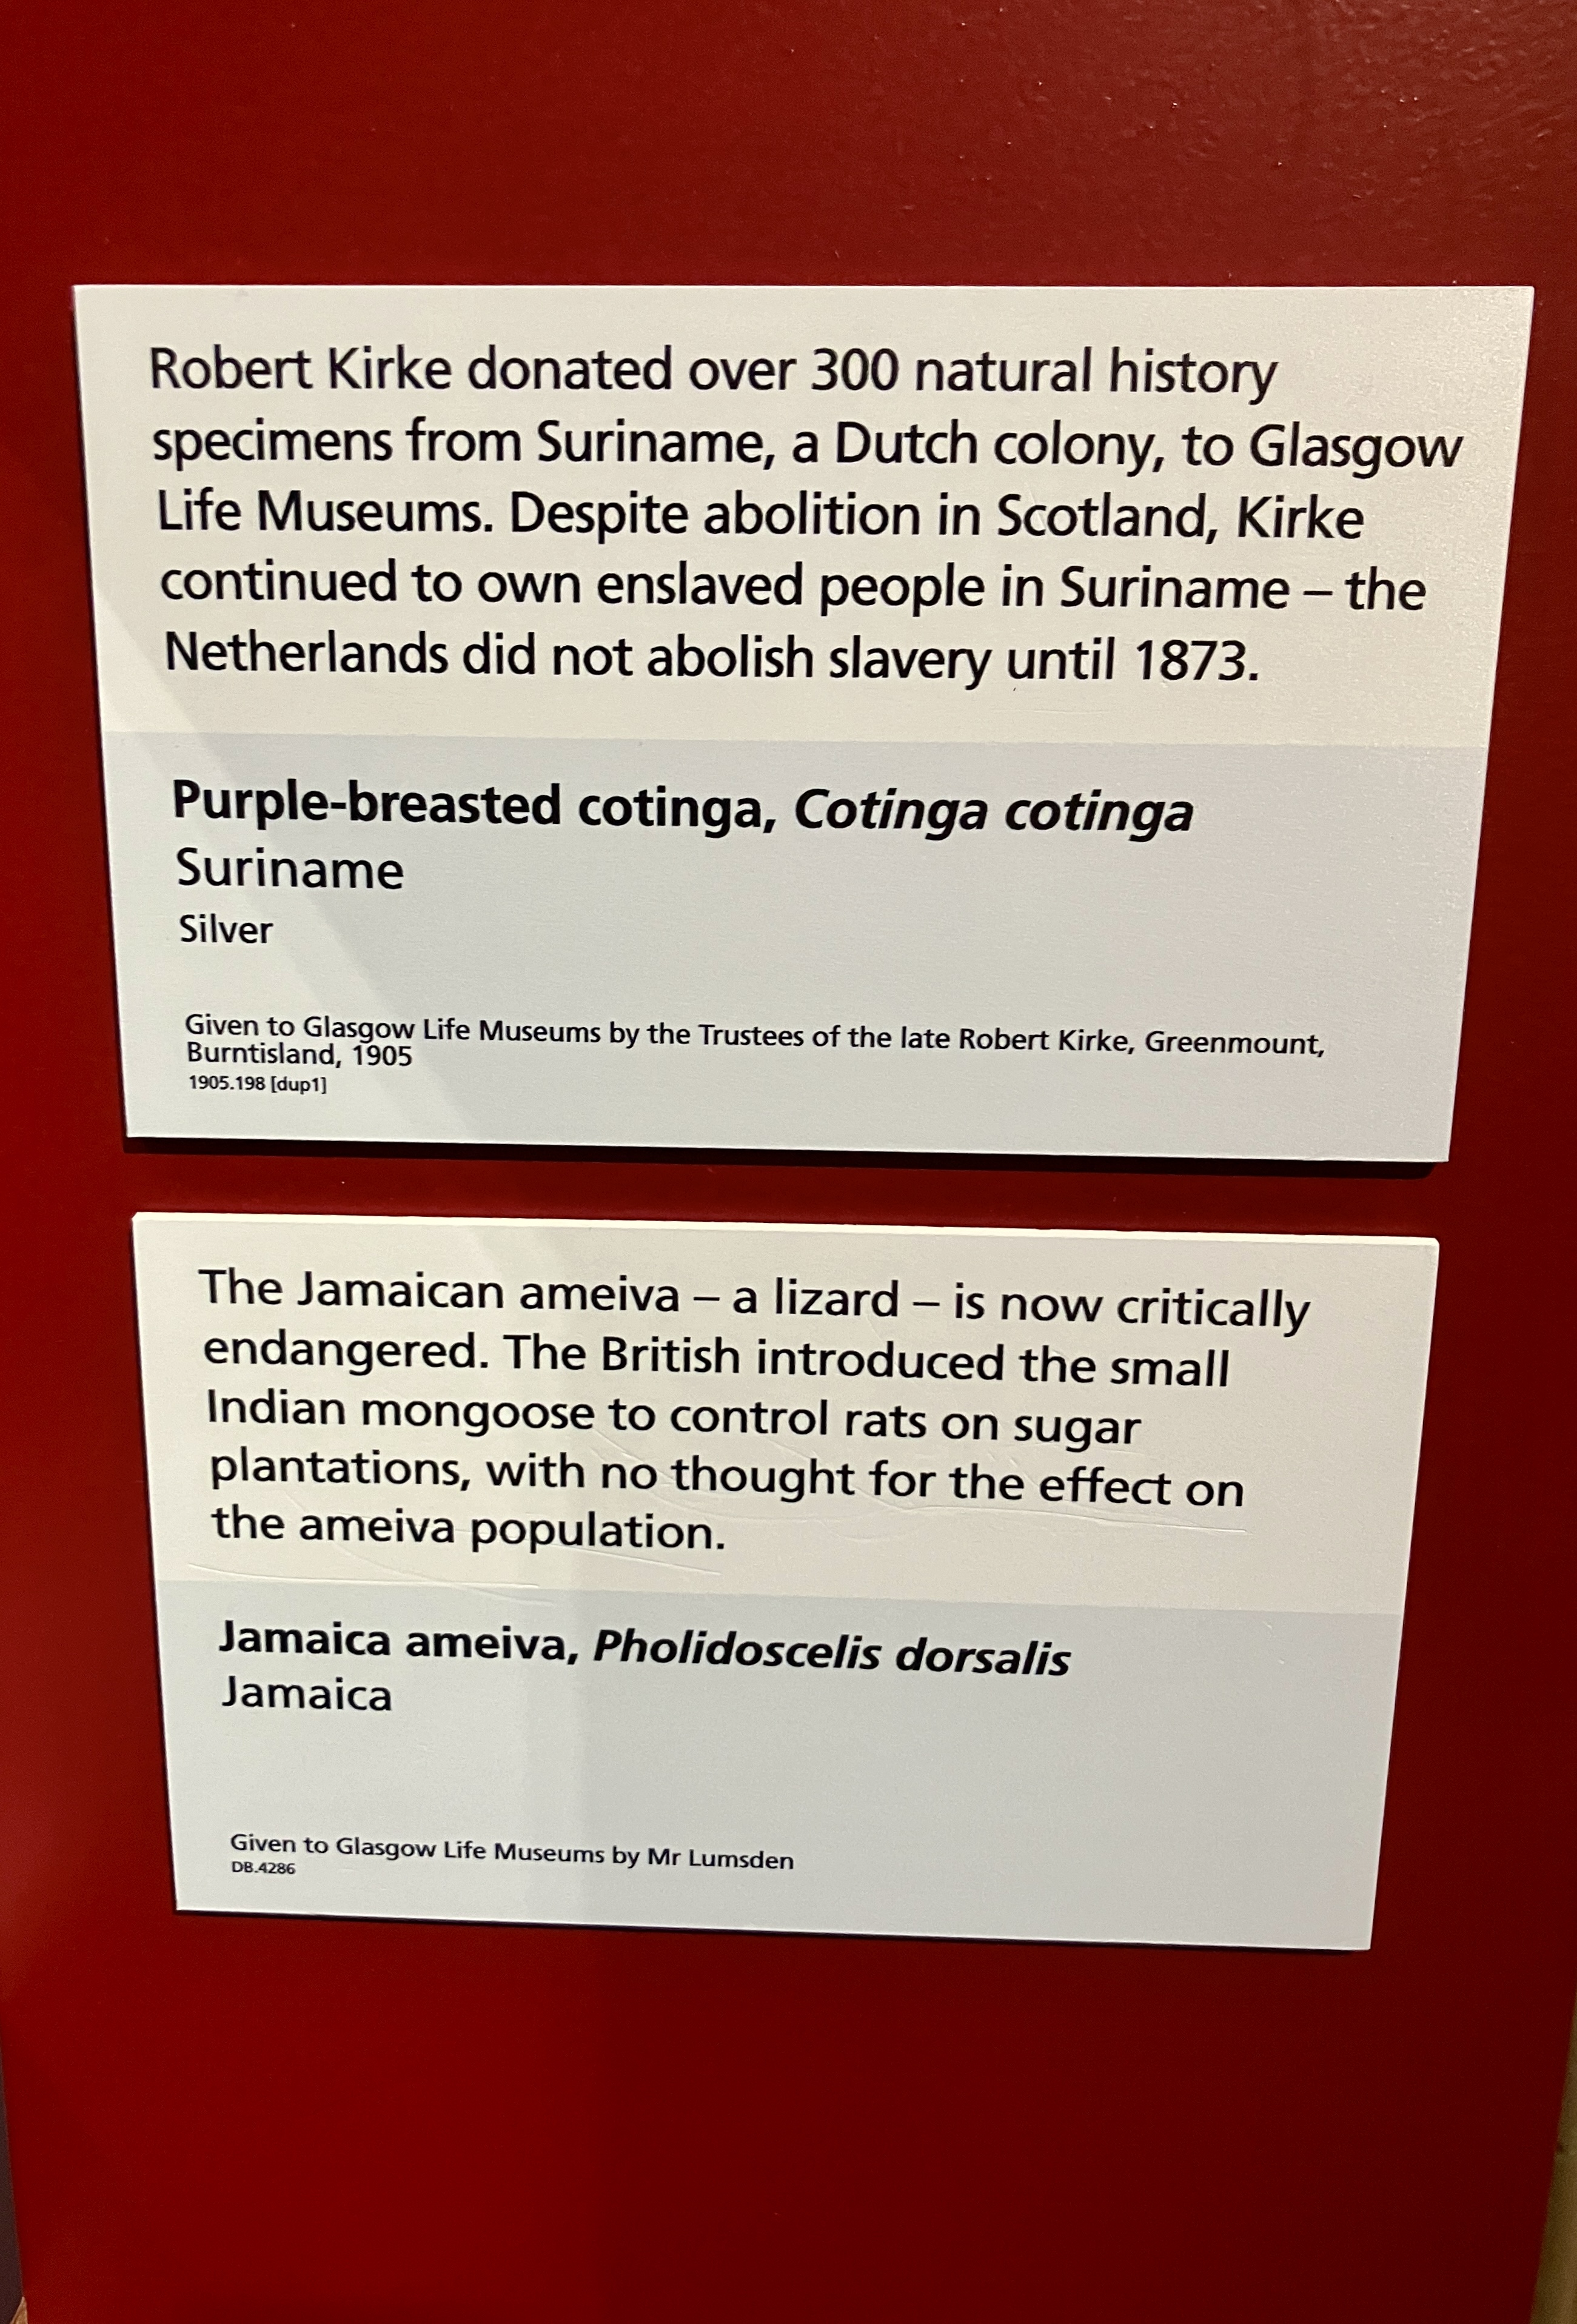 Robert Kirke donated over 300 natural history
specimens from Suriname, a Dutch colony, to Glasgow
Life Museums. Despite abolition in Scotland, Kirke
continued to own enslaved people in Suriname – the
Netherlands did not abolish slavery until 1873.
Purple-breasted cotinga, Cotinga cotinga
Suriname
Silver
Given to Glasgow Life Museums by the Trustees of the late Robert Kirke, Greenmount,
Burntisland, 1905
1905.198 [dup1]
The Jamaican ameiva – a lizard – is now critically
endangered. The British introduced the small
Indian mongoose to control rats on sugar
plantations, with no thought for the effect on
the ameiva population.
Jamaica ameiva, Pholidoscelis dorsalis
Jamaica
Given to Glasgow Life Museums by Mr Lumsden
DB.4286